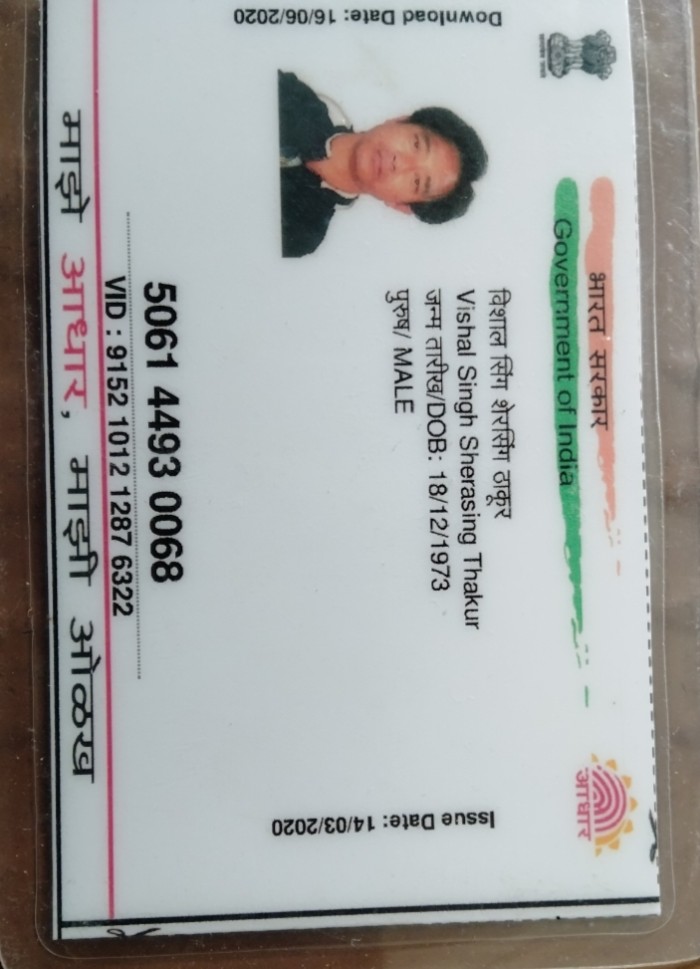 भारत सरकार
Government of India
Download Date: 16/06/2020
विशाल सिंग शेरसिंग ठाकूर
Vishal Singh Sherasing Thakur
जन्म तारीख/DOB: 18/12/1973
पुरुष/ MALE
Issue Date: 14/03/2020
आधार
5061 4493 0068
VID : 9152 1012 1287 6322
माझे आधार, माझी ओळख